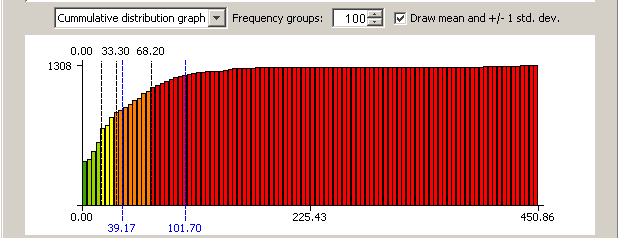 Cummulative distribution graph Frequency groups: 100 Draw mean and +/- 1 std. dev.
0.00 33.30 68.20
1308
0.00 225.43 450.86
39.17 101.70